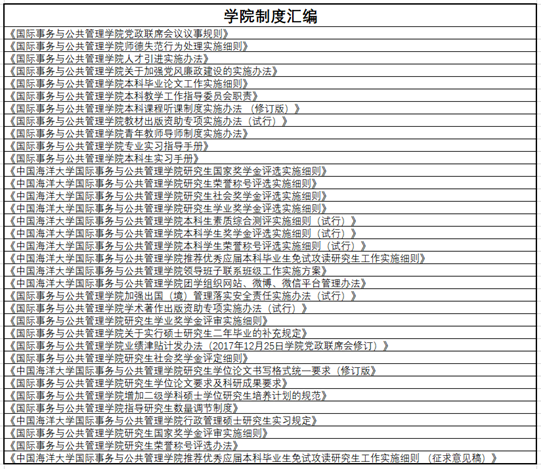 学院制度汇编
《国际事务与公共管理学院党政联席会议议事规则》
《国际事务与公共管理学院师德失范行为处理实施细则》
《国际事务与公共管理学院人才引进实施办法》
《国际事务与公共管理学院关于加强党风廉政建设的实施办法》
《国际事务与公共管理学院本科毕业论文工作实施细则》
《国际事务与公共管理学院本科教学工作指导委员会职责》
《国际事务与公共管理学院本科课程听课制度实施办法 （修订版）》
《国际事务与公共管理学院教材出版资助专项实施办法（试行）》
《国际事务与公共管理学院青年教师导师制度实施办法》
《国际事务与公共管理学院专业实习指导手册》
《国际事务与公共管理学院本科生实习手册》
《中国海洋大学国际事务与公共管理学院研究生国家奖学金评选实施细则》
《中国海洋大学国际事务与公共管理学院研究生荣誉称号评选实施细则》
《中国海洋大学国际事务与公共管理学院研究生社会奖学金评选实施细则》
《中国海洋大学国际事务与公共管理学院研究生学业奖学金评选实施细则》
《中国海洋大学国际事务与公共管理学院本科生素质综合测评实施细则（试行）》
《中国海洋大学国际事务与公共管理学院本科学生奖学金评选实施细则（试行）》
《中国海洋大学国际事务与公共管理学院本科学生荣誉称号评选实施细则（试行）》
《中国海洋大学国际事务与公共管理学院推荐优秀应届本科毕业生免试攻读研究生工作实施细则》
《中国海洋大学国际事务与公共管理学院领导班子联系班级工作实施方案》
《中国海洋大学国际事务与公共管理学院团学组织网站、微博、微信平台管理办法》
《国际事务与公共管理学院加强出国（境）管理落实安全责任实施办法（试行）》
《国际事务与公共管理学院学术著作出版资助专项实施办法（试行）》
《国际事务与公共管理学院研究生学业奖学金评审实施细则》
《国际事务与公共管理学院关于实行硕士研究生二年毕业的补充规定》
《国际事务与公共管理学院业绩津贴计发办法（2017年12月25日学院党政联席会修订）》
《国际事务与公共管理学院研究生社会奖学金评定细则》
《中国海洋大学国际事务与公共管理学院研究生学位论文书写格式统一要求（修订版》
《国际事务与公共管理学院研究生学位论文要求及科研成果要求》
《国际事务与公共管理学院增加二级学科硕士学位研究生培养计划的规范》
《国际事务与公共管理学院指导研究生数量调节制度》
《中国海洋大学国际事务与公共管理学院行政管理硕士研究生实习规定》
《国际事务与公共管理学院研究生国家奖学金评审实施细则》
《国际事务与公共管理学院研究生荣誉称号评选办法》
《中国海洋大学国际事务与公共管理学院推荐优秀应届本科毕业生免试攻读研究生工作实施细则 （征求意见稿）》